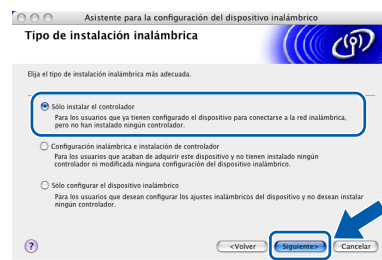 Asistente para la configuración del dispositivo inalámbrico
Tipo de instalación inalámbrica
Elija el tipo de instalación inalámbrica más adecuada.
Sólo instalar el controlador
Para los usuarios que ya tienen configurado el dispositivo para conectarse a la red inalámbrica,
pero no han instalado ningún controlador.
Configuración inalámbrica e instalación de controlador
Para los usuarios que acaban de adquirir este dispositivo y no tienen instalado ningún
controlador ni modificada ninguna configuración del dispositivo inalámbrico.
Sólo configurar el dispositivo inalámbrico
Para los usuarios que desean configurar los ajustes inalámbricos del dispositivo y no desean instalar
ningún controlador.
? <Volver Siguiente> Cancelar